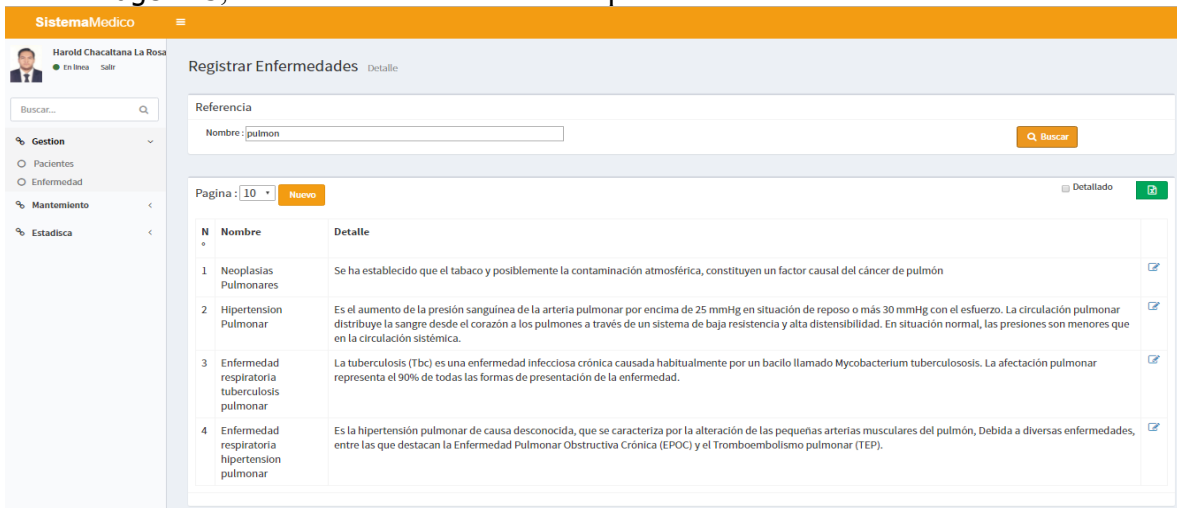 SistemaMedico
Harold Chacaltana La Rosa
En linea Salir
Buscar...
Gestion
Pacientes
Enfermedad
Mantemiento
Estadisca
Registrar Enfermedades Detalle
Referencia
Nombre : pulmon
Buscar
Pagina : 10 Nuevo
Detallado
N° Nombre Detalle
1 Neoplasias Pulmonares
Se ha establecido que el tabaco y posiblemente la contaminación atmosférica, constituyen un factor causal del cáncer de pulmón
2 Hipertension Pulmonar
Es el aumento de la presión sanguínea de la arteria pulmonar por encima de 25 mmHg en situación de reposo o más 30 mmHg con el esfuerzo. La circulación pulmonar
distribuye la sangre desde el corazón a los pulmones a través de un sistema de baja resistencia y alta distensibilidad. En situación normal, las presiones son menores que
en la circulación sistémica.
3 Enfermedad respiratoria tuberculosis pulmonar
La tuberculosis (Tbc) es una enfermedad infecciosa crónica causada habitualmente por un bacilo llamado Mycobacterium tuberculososis. La afectación pulmonar
representa el 90% de todas las formas de presentación de la enfermedad.
4 Enfermedad respiratoria hipertension pulmonar
Es la hipertensión pulmonar de causa desconocida, que se caracteriza por la alteración de las pequeñas arterias musculares del pulmón, Debida a diversas enfermedades,
entre las que destacan la Enfermedad Pulmonar Obstructiva Crónica (EPOC) y el Tromboembolismo pulmonar (TEP).